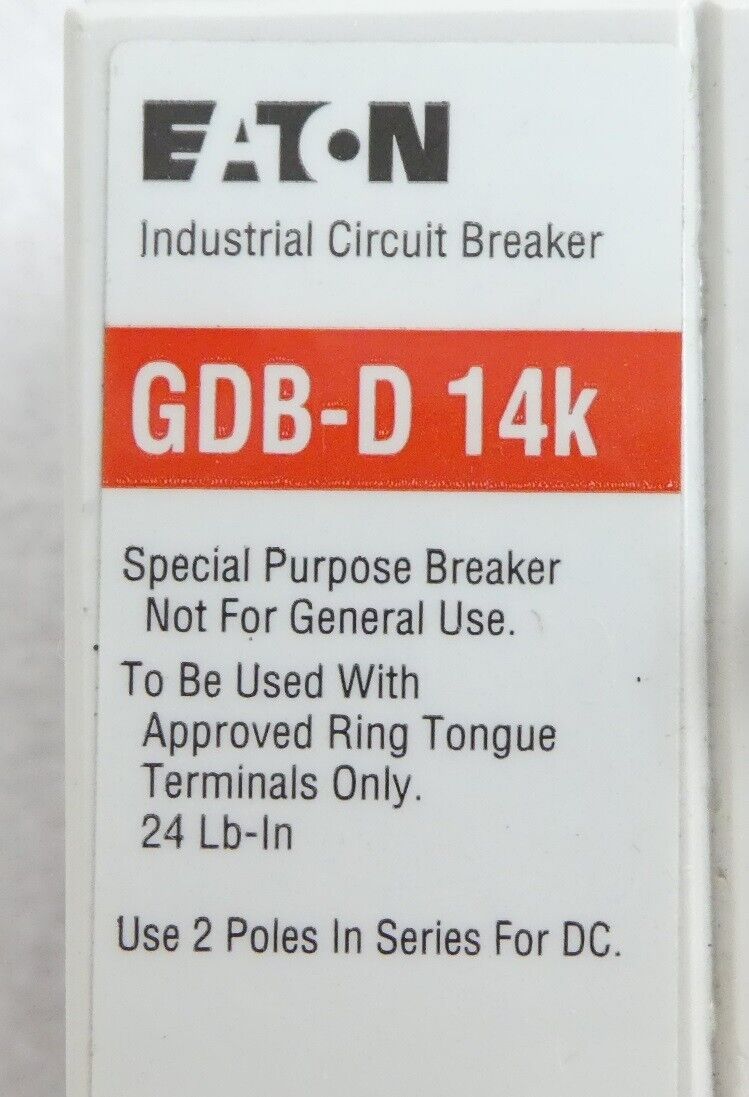 EATON
Industrial Circuit Breaker
GDB-D 14k
Special Purpose Breaker
Not For General Use.
To Be Used With
Approved Ring Tongue
Terminals Only.
24 Lb-In
Use 2 Poles In Series For DC.